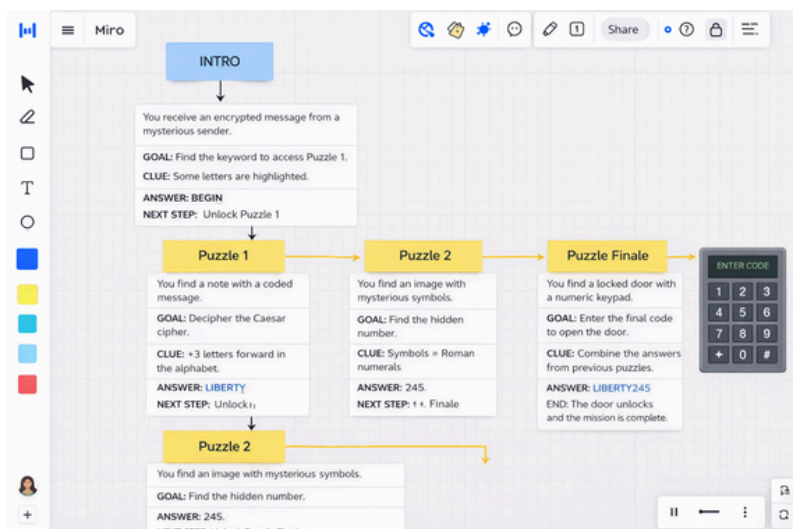 Miro
1
Share
?
INTRO
You receive an encrypted message from a
mysterious sender.
GOAL: Find the keyword to access Puzzle 1.
CLUE: Some letters are highlighted.
ANSWER: BEGIN
NEXT STEP: Unlock Puzzle 1
T
Puzzle 1
You find a note with a coded
message.
GOAL: Decipher the Caesar
cipher.
CLUE: +3 letters forward in
the alphabet.
ANSWER: LIBERTY
NEXT STEP: Unlock
Puzzle 2
You find an image with
mysterious symbols.
GOAL: Find the hidden
number.
CLUE: Symbols = Roman
numerals
ANSWER: 245.
NEXT STEP: Finale
Puzzle Finale
You find a locked door with
a numeric keypad.
GOAL: Enter the final code
to open the door.
CLUE: Combine the answers
from previous puzzles.
ANSWER: LIBERTY245
END: The door unlocks
and the mission is complete.
ENTER CODE
1 2 3
4 5 6
7 8 9
+ 0 #
Puzzle 2
You find an image with mysterious symbols.
GOAL: Find the hidden number.
ANSWER: 245.
+